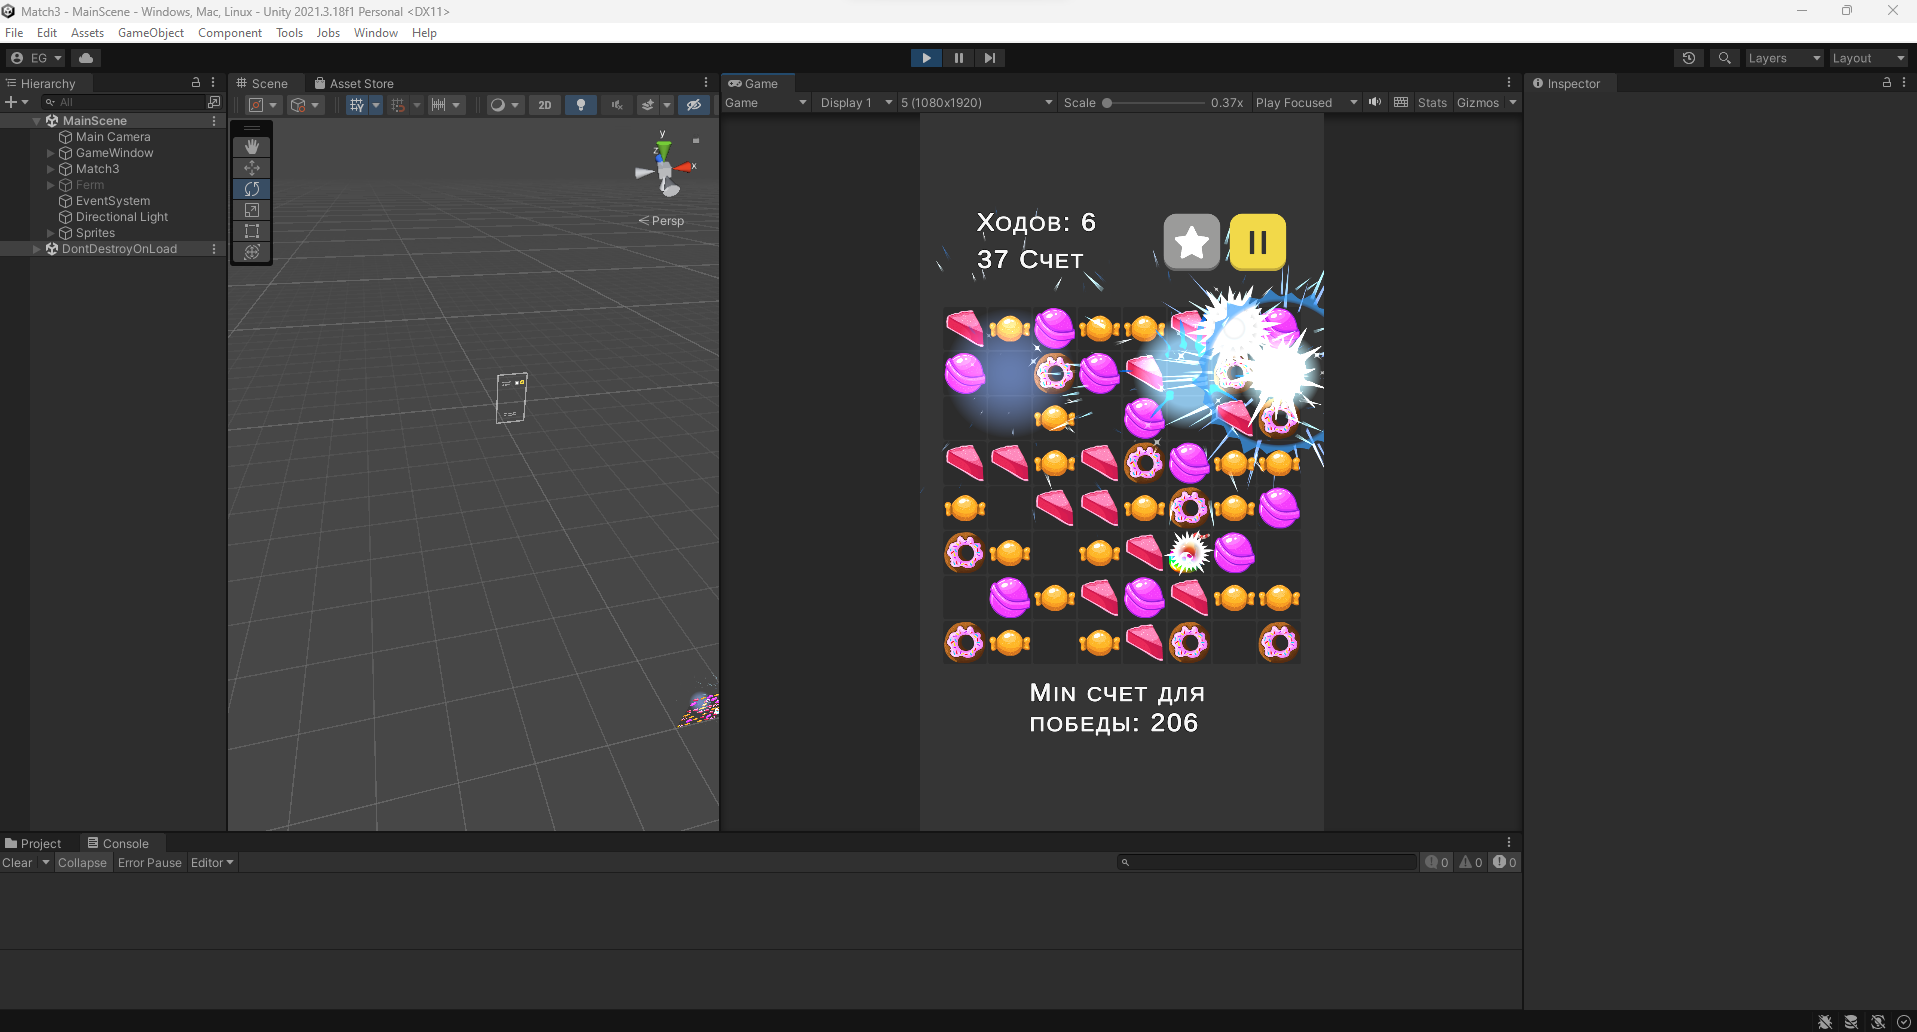 Match3 - MainScene - Windows, Mac, Linux - Unity 2021.3.18f1 Personal <DX11>
File Edit Assets GameObject Component Tools Jobs Window Help
EG Layers Layout
Hierarchy
All
MainScene
Main Camera
GameWindow
Match3
Ferm
EventSystem
Directional Light
Sprites
DontDestroyOnLoad
Scene Asset Store
2D
y
z
x
Persp
Game
Game Display 1 5 (1080x1920) Scale 0.37x Play Focused Stats Gizmos
Ходов: 6
37 Счет
Min счет для
победы: 206
Inspector
Project Console
Clear Collapse Error Pause Editor
0 0 0